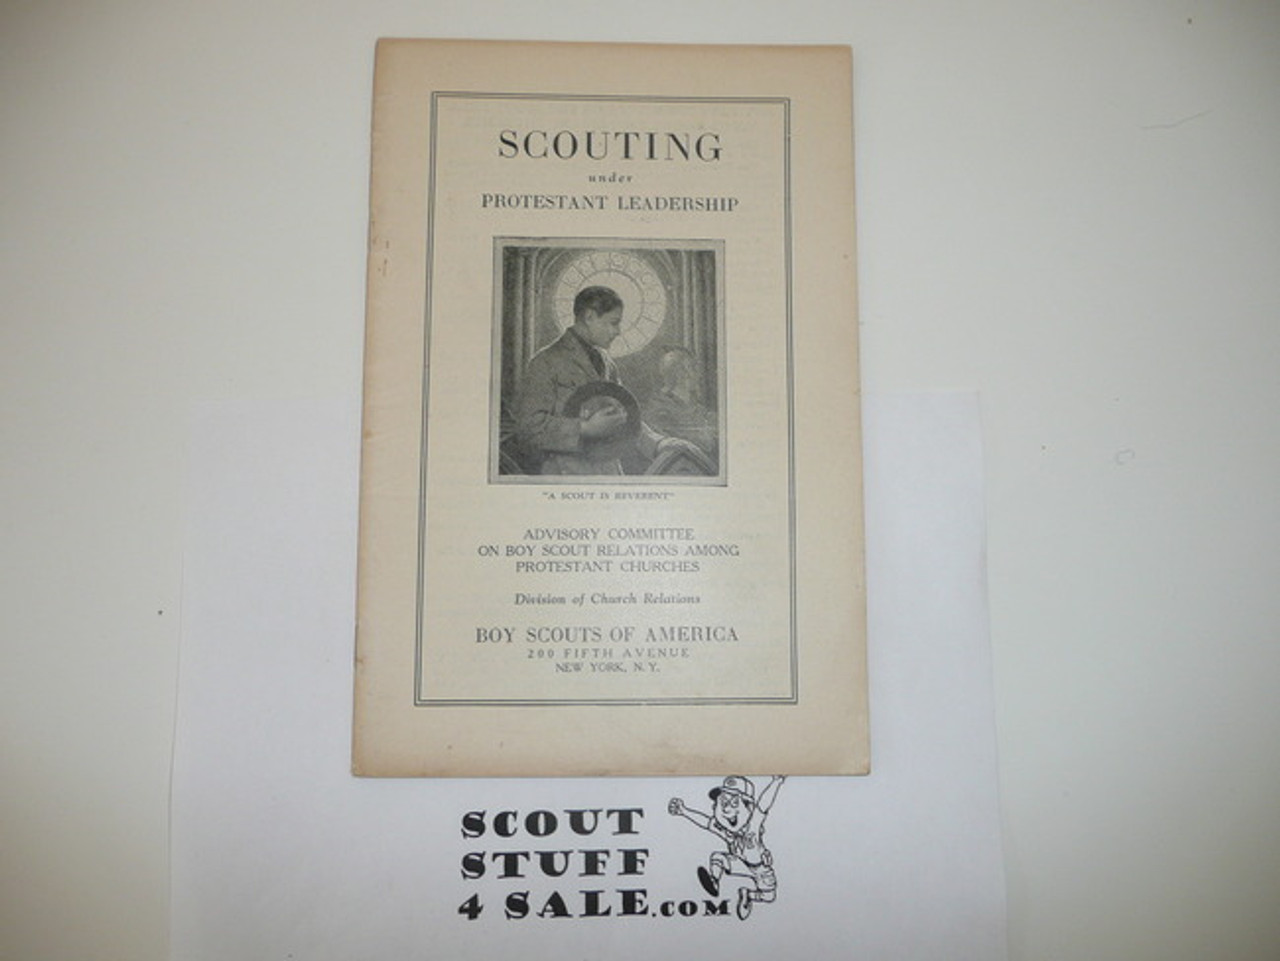 SCOUTING
under
PROTESTANT LEADERSHIP
"A SCOUT IS REVERENT"
ADVISORY COMMITTEE
ON BOY SCOUT RELATIONS AMONG
PROTESTANT CHURCHES
Division of Church Relations
BOY SCOUTS OF AMERICA
200 FIFTH AVENUE
NEW YORK, N. Y.
SCOUT
STUFF
4 SALE.COM